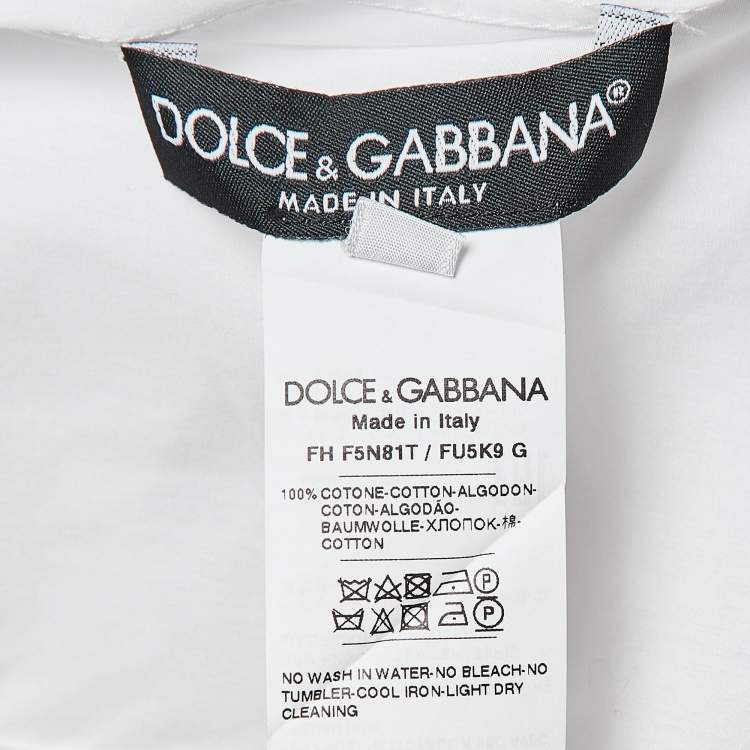 DOLCE & GABBANA®
MADE IN ITALY
DOLCE & GABBANA
Made in Italy
FH F5N81T / FU5K9 G
100% COTONE-COTTON-ALGODON-
COTON-ALGODÃO-
BAUMWOLLE-ХЛОПОК-棉-
COTTON
P
P
NO WASH IN WATER-NO BLEACH-NO
TUMBLER-COOL IRON-LIGHT DRY
CLEANING